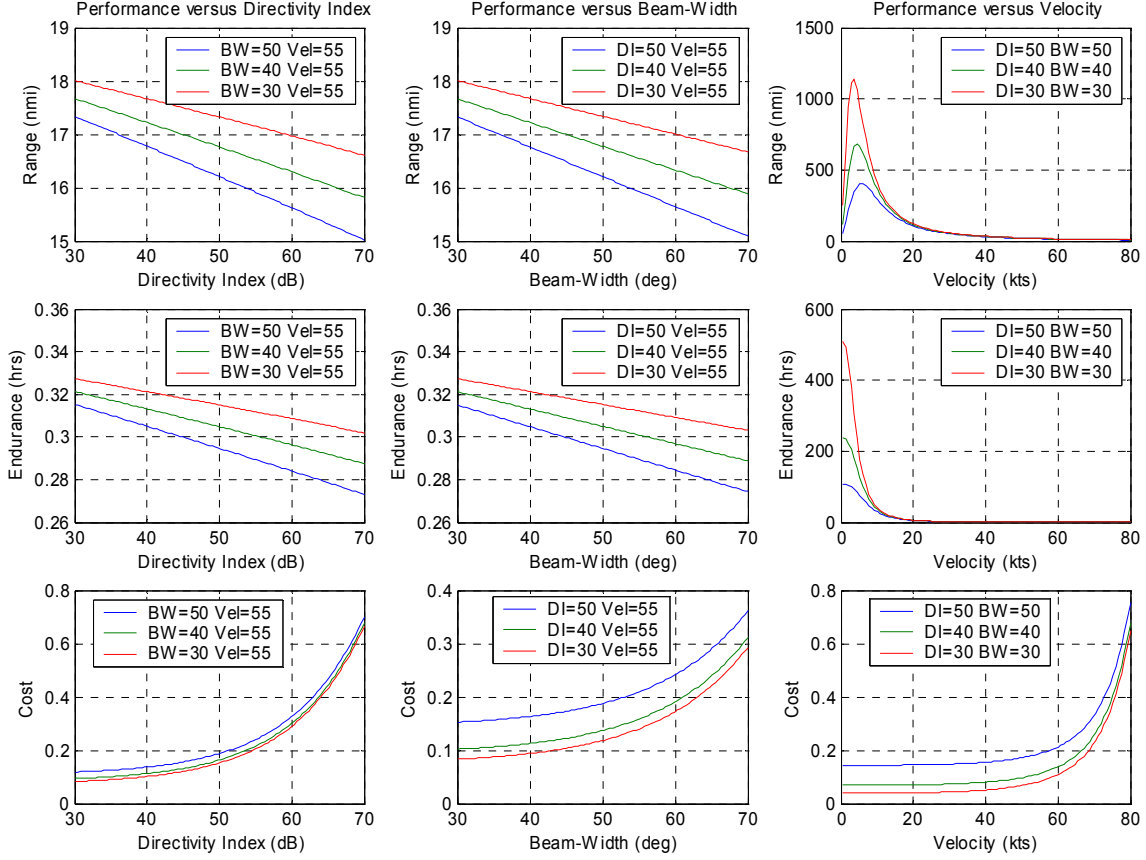 Performance versus Directivity Index
19
18
17
16
15
Range (nmi)
BW=50 Vel=55
BW=40 Vel=55
BW=30 Vel=55
30 40 50 60 70
Directivity Index (dB)
Performance versus Beam-Width
19
18
17
16
15
Range (nmi)
DI=50 Vel=55
DI=40 Vel=55
DI=30 Vel=55
30 40 50 60 70
Beam-Width (deg)
Performance versus Velocity
1500
1000
500
0
Range (nmi)
DI=50 BW=50
DI=40 BW=40
DI=30 BW=30
0 20 40 60 80
Velocity (kts)
0.36
0.34
0.32
0.3
0.28
0.26
Endurance (hrs)
BW=50 Vel=55
BW=40 Vel=55
BW=30 Vel=55
30 40 50 60 70
Directivity Index (dB)
0.36
0.34
0.32
0.3
0.28
0.26
Endurance (hrs)
DI=50 Vel=55
DI=40 Vel=55
DI=30 Vel=55
30 40 50 60 70
Beam-Width (deg)
600
400
200
0
Endurance (hrs)
DI=50 BW=50
DI=40 BW=40
DI=30 BW=30
0 20 40 60 80
Velocity (kts)
0.8
0.6
0.4
0.2
0
Cost
BW=50 Vel=55
BW=40 Vel=55
BW=30 Vel=55
30 40 50 60 70
Directivity Index (dB)
0.4
0.3
0.2
0.1
0
Cost
DI=50 Vel=55
DI=40 Vel=55
DI=30 Vel=55
30 40 50 60 70
Beam-Width (deg)
0.8
0.6
0.4
0.2
0
Cost
DI=50 BW=50
DI=40 BW=40
DI=30 BW=30
0 20 40 60 80
Velocity (kts)